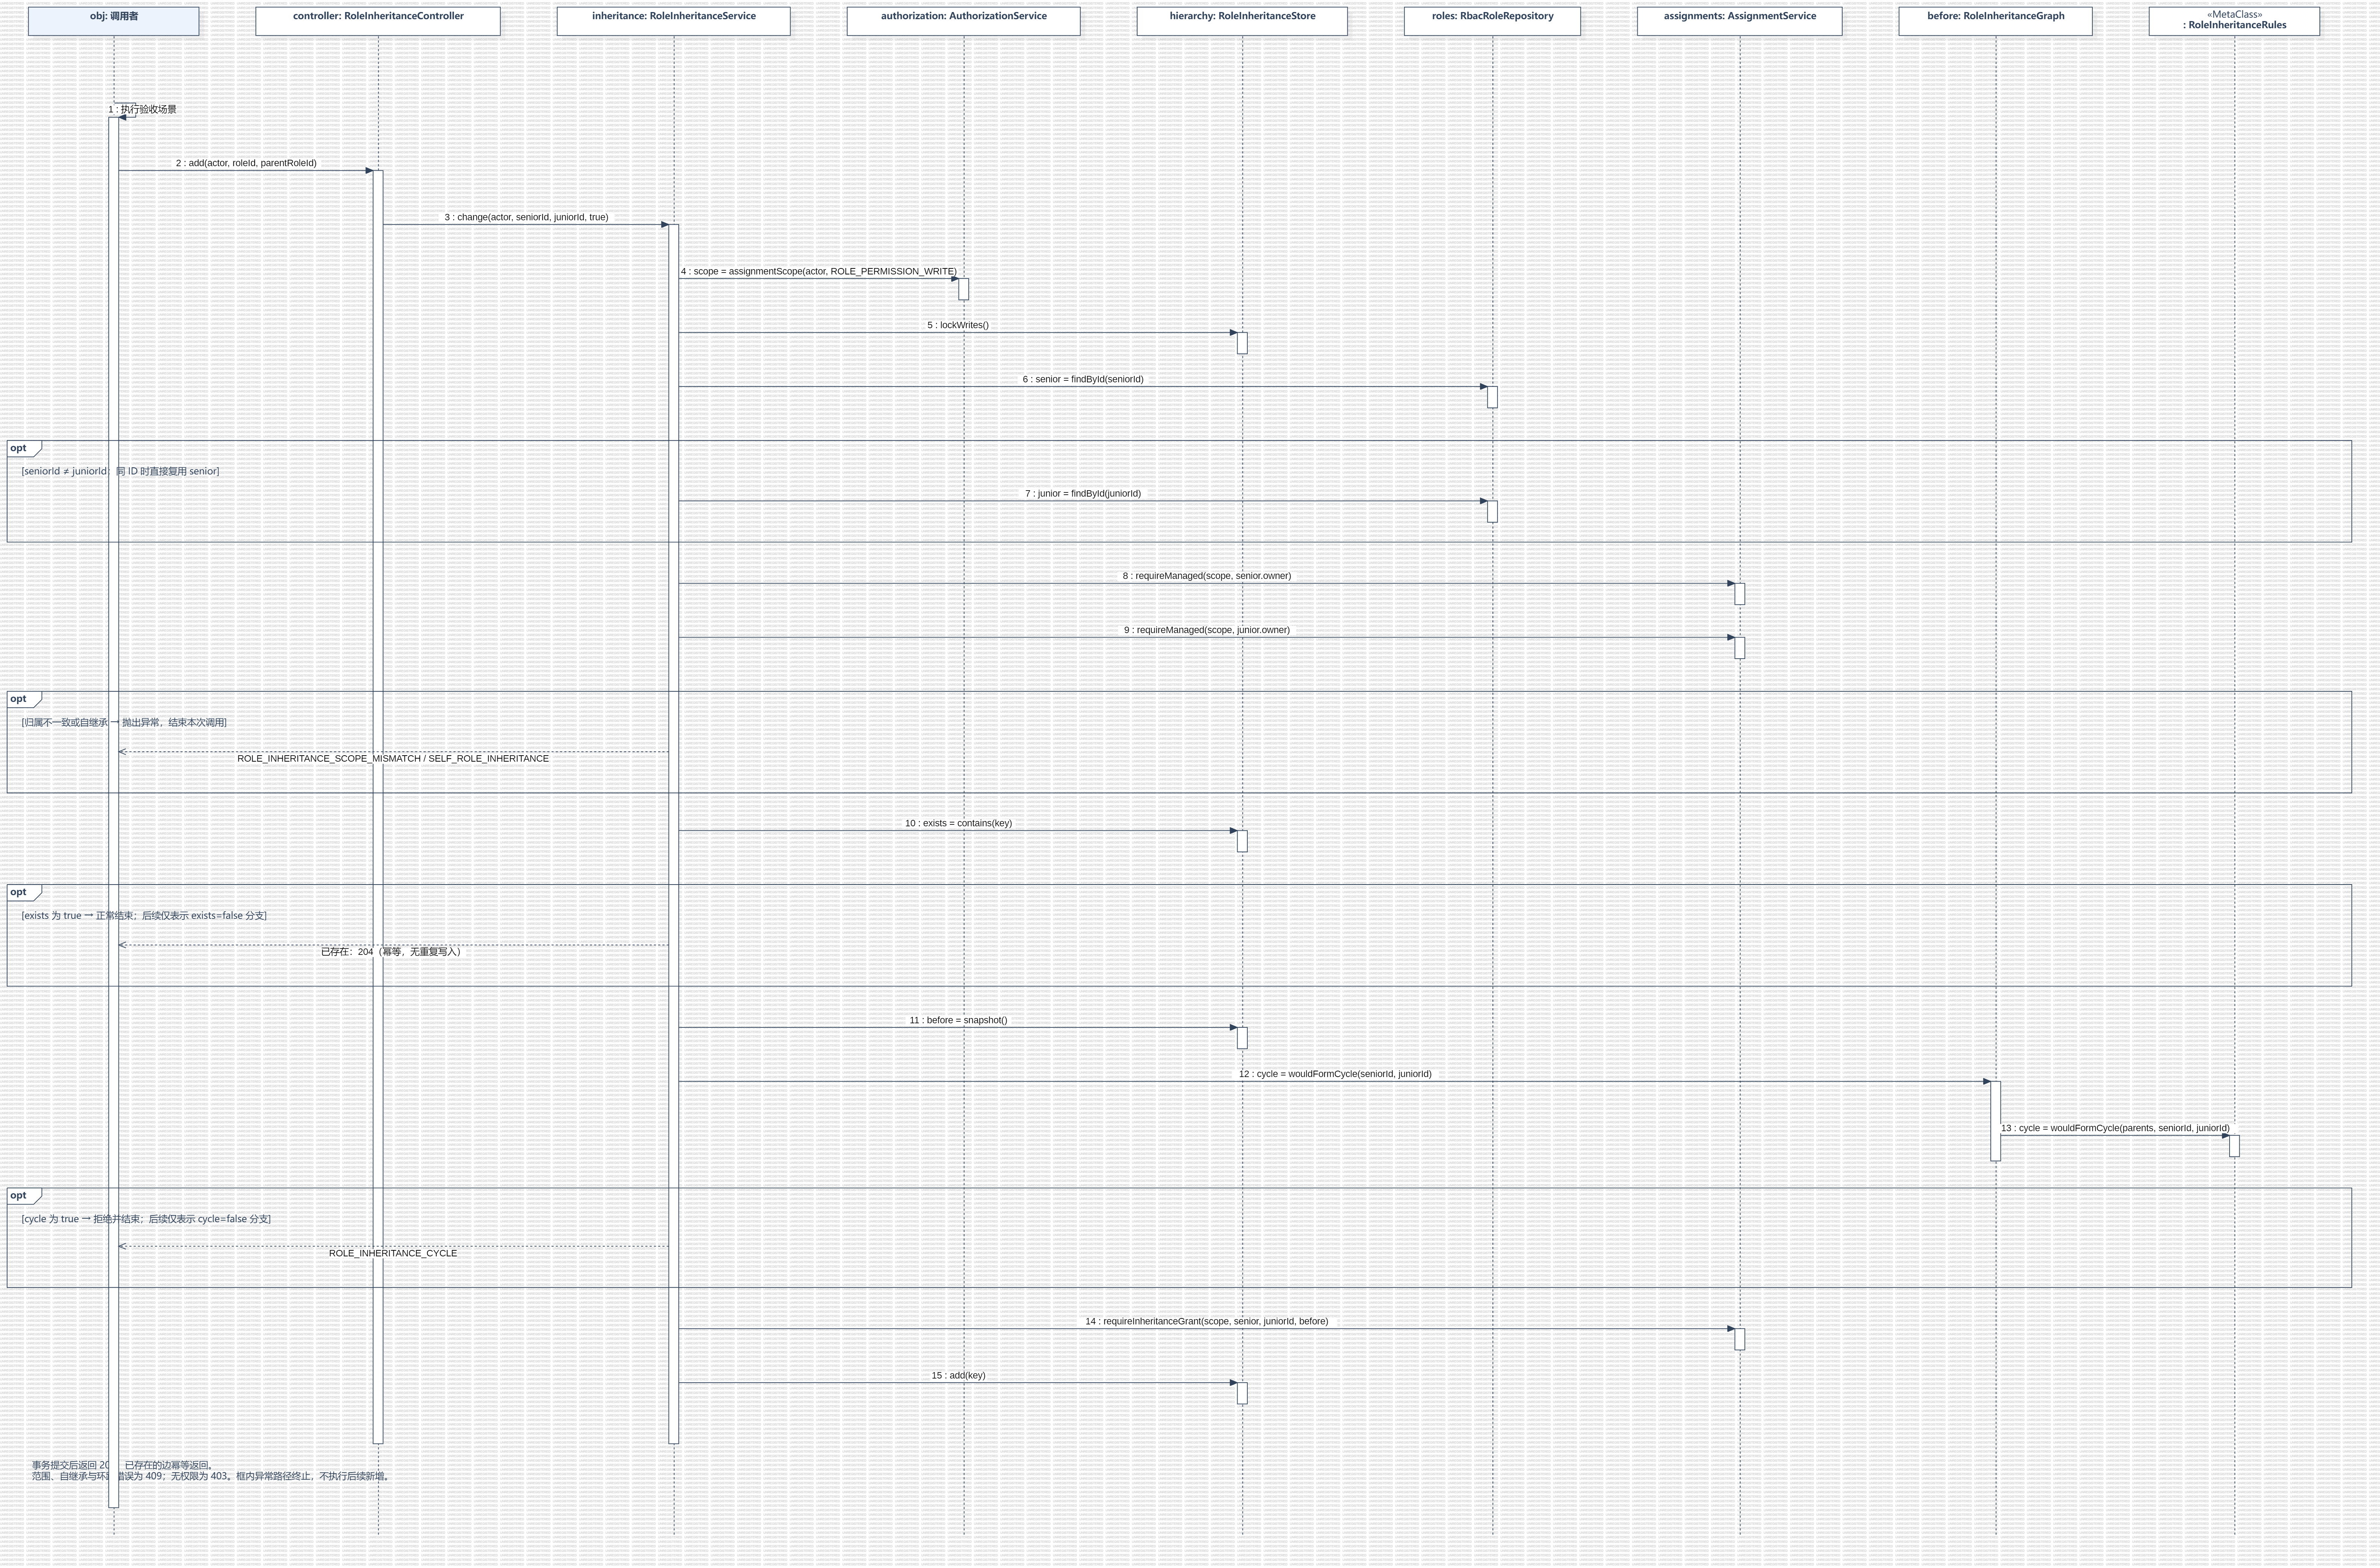 obj: 调用者
controller: RoleInheritanceController
inheritance: RoleInheritanceService
authorization: AuthorizationService
hierarchy: RoleInheritanceStore
roles: RbacRoleRepository
assignments: AssignmentService
before: RoleInheritanceGraph
«MetaClass»
: RoleInheritanceRules
1 : 执行验收场景
2 : add(actor, roleId, parentRoleId)
3 : change(actor, seniorId, juniorId, true)
4 : scope = assignmentScope(actor, ROLE_PERMISSION_WRITE)
5 : lockWrites()
6 : senior = findById(seniorId)
opt
[seniorId ≠ juniorId；同 ID 时直接复用 senior]
7 : junior = findById(juniorId)
8 : requireManaged(scope, senior.owner)
9 : requireManaged(scope, junior.owner)
opt
[归属不一致或自继承 → 抛出异常，结束本次调用]
ROLE_INHERITANCE_SCOPE_MISMATCH / SELF_ROLE_INHERITANCE
10 : exists = contains(key)
opt
[exists 为 true → 正常结束；后续仅表示 exists=false 分支]
已存在：204（幂等，无重复写入）
11 : before = snapshot()
12 : cycle = wouldFormCycle(seniorId, juniorId)
13 : cycle = wouldFormCycle(parents, seniorId, juniorId)
opt
[cycle 为 true → 拒绝并结束；后续仅表示 cycle=false 分支]
ROLE_INHERITANCE_CYCLE
14 : requireInheritanceGrant(scope, senior, juniorId, before)
15 : add(key)
事务提交后返回 20 已存在的边幂等返回。
范围、自继承与环 错误为 409；无权限为 403。框内异常路径终止，不执行后续新增。